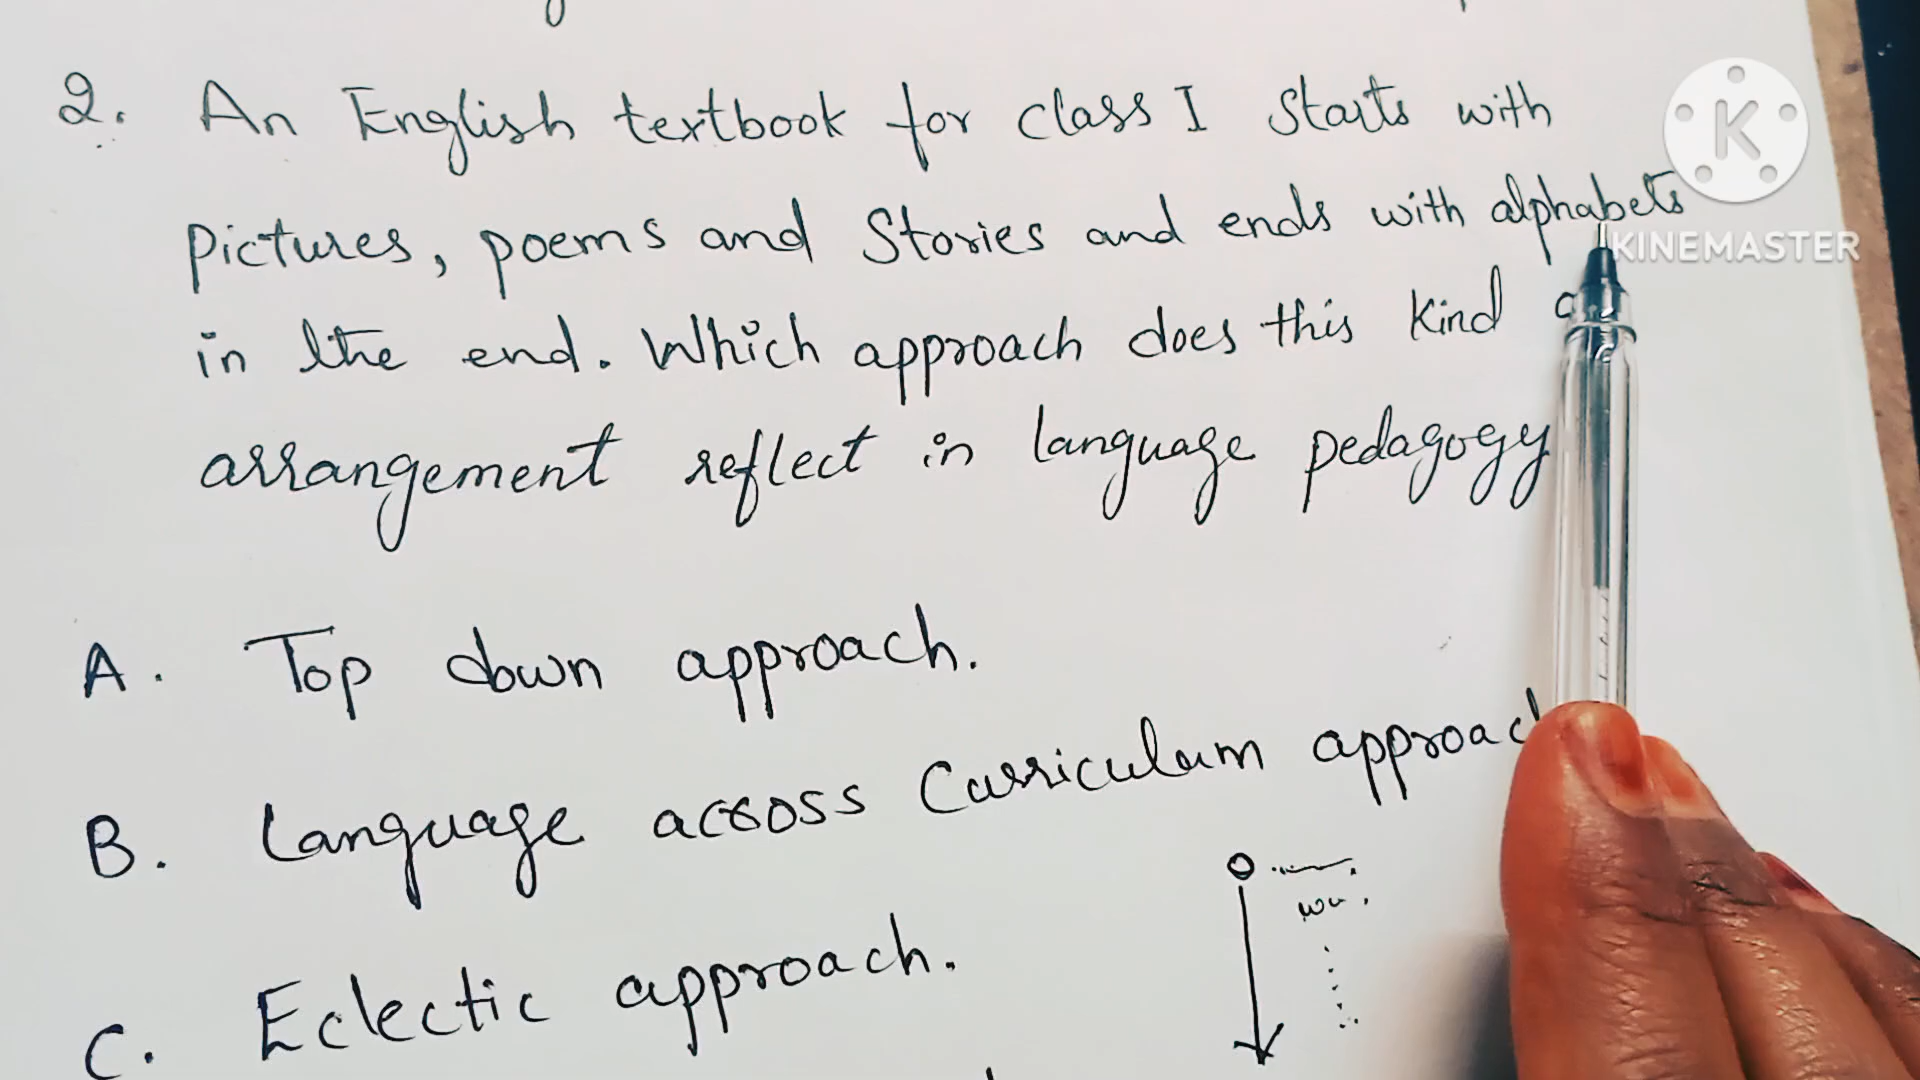 2. An English textbook for class I starts with
pictures, poems and stories and ends with alphabets
KINEMASTER
in the end. Which approach does this kind
arrangement reflect in language pedagogy
A. Top down approach.
B. Language across Curriculum approach
C. Eclectic approach.